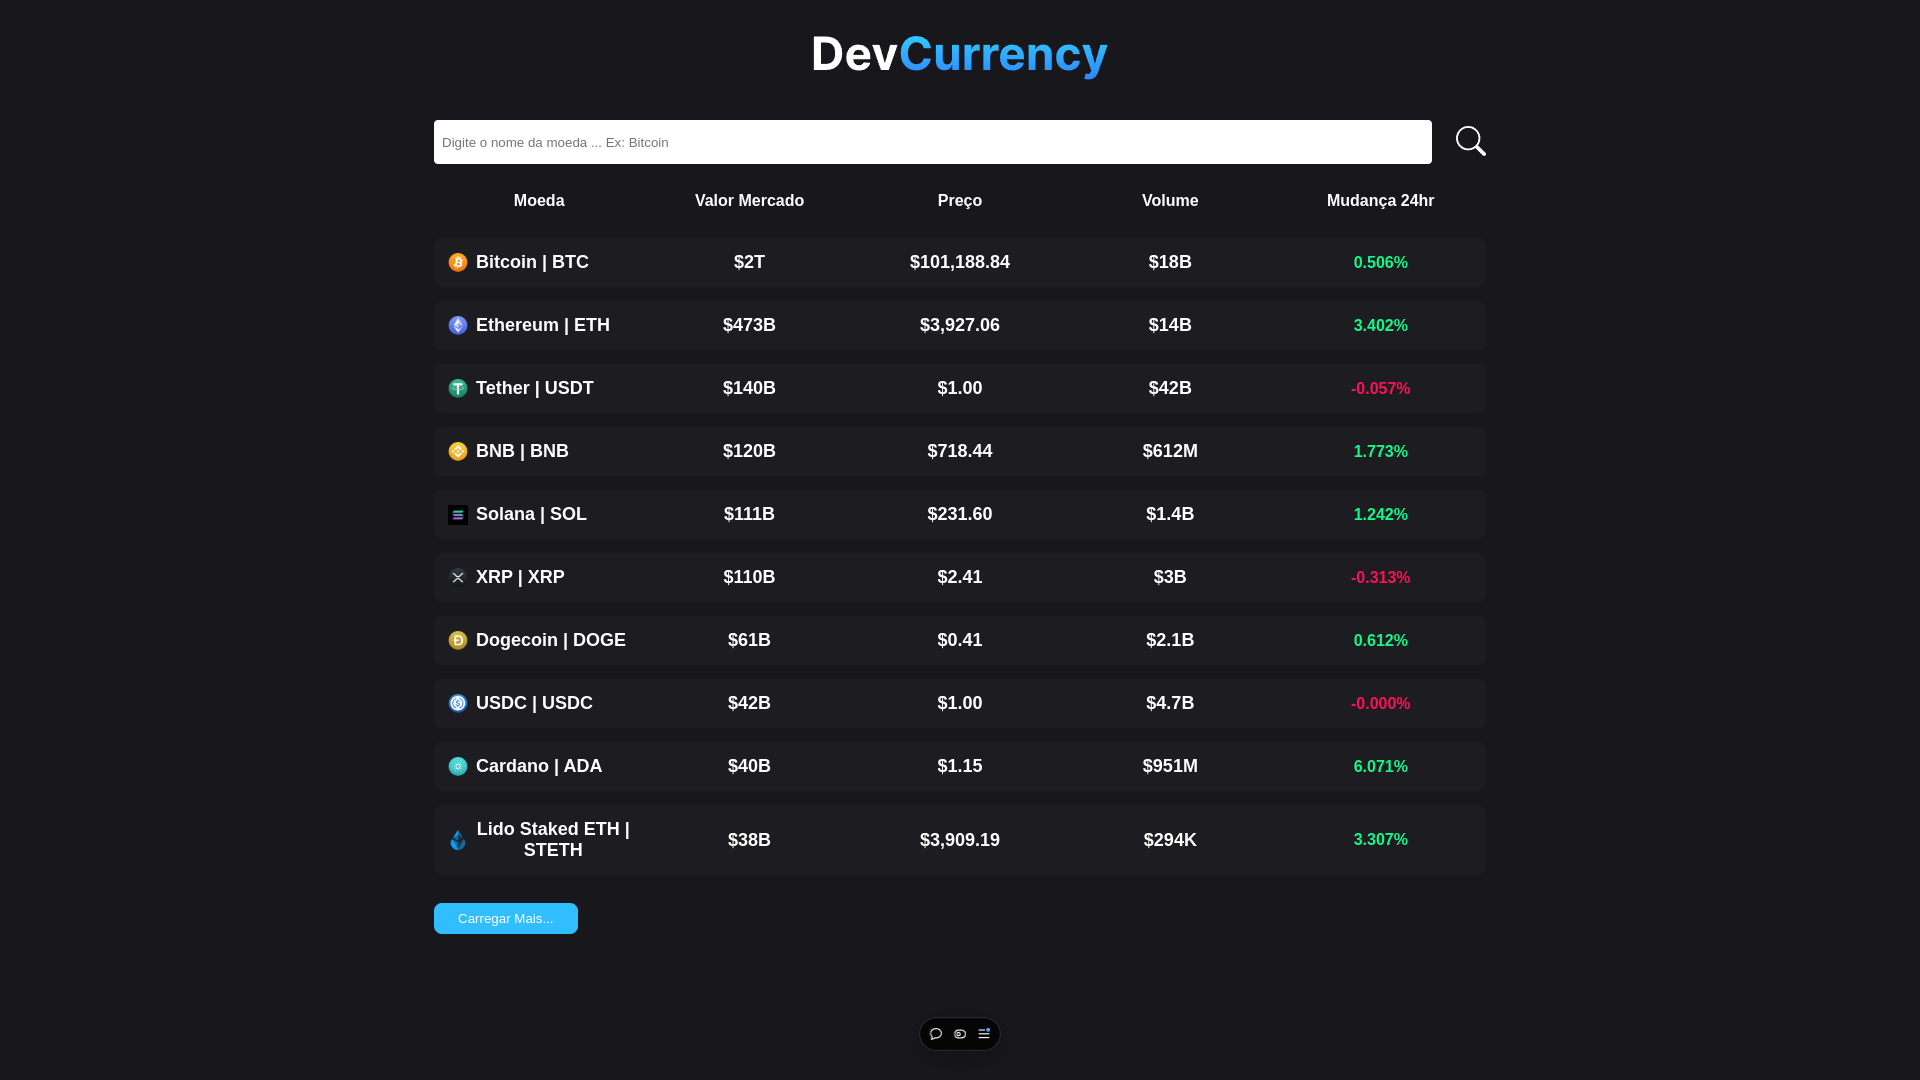 DevCurrency
Digite o nome da moeda ... Ex: Bitcoin
Moeda Valor Mercado Preço Volume Mudança 24hr
Bitcoin | BTC $2T $101,188.84 $18B 0.506%
Ethereum | ETH $473B $3,927.06 $14B 3.402%
Tether | USDT $140B $1.00 $42B -0.057%
BNB | BNB $120B $718.44 $612M 1.773%
Solana | SOL $111B $231.60 $1.4B 1.242%
XRP | XRP $110B $2.41 $3B -0.313%
Dogecoin | DOGE $61B $0.41 $2.1B 0.612%
USDC | USDC $42B $1.00 $4.7B -0.000%
Cardano | ADA $40B $1.15 $951M 6.071%
Lido Staked ETH |
STETH $38B $3,909.19 $294K 3.307%
Carregar Mais...